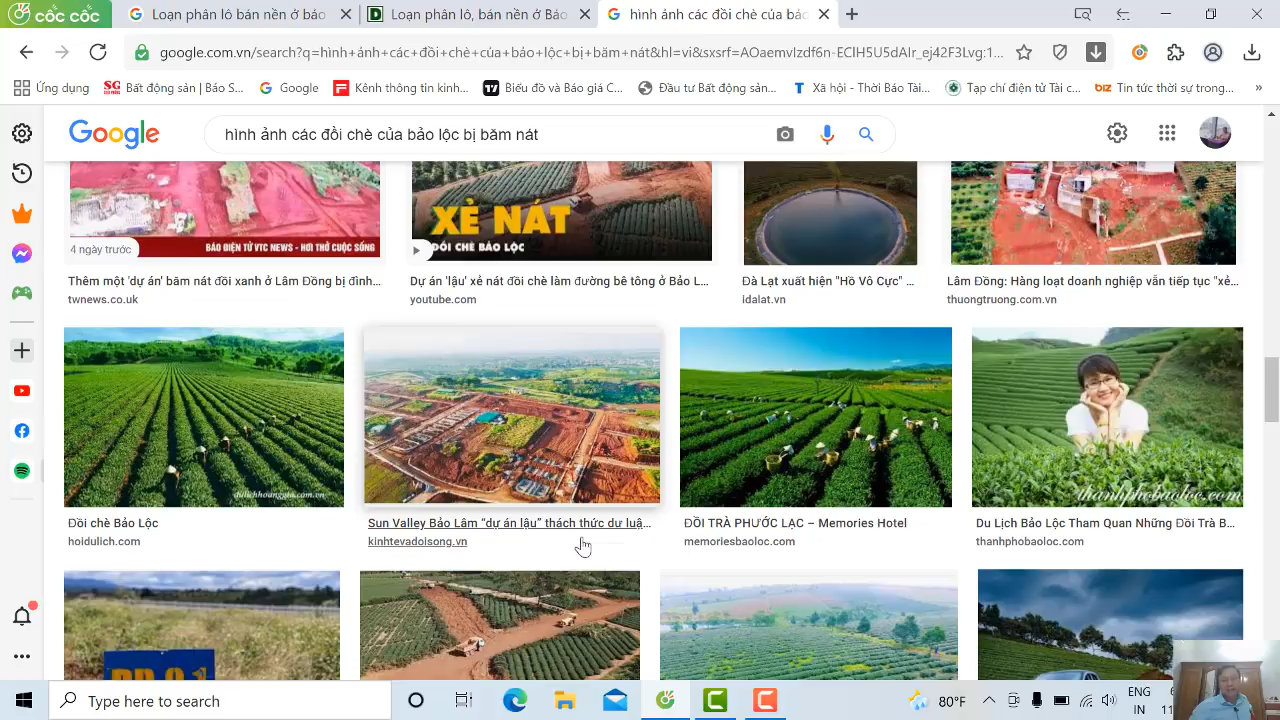 cốc cốc
Loạn phân lô bán nền ở bảo
Loạn phân lô, bán nền ở Bảo
hình ảnh các đồi chè của bảo
google.com.vn/search?q=hình+ảnh+các+đồi+chè+của+bảo+lộc+bị+băm+nát&hl=vi&sxsrf=AOaemvIzdf6n-EClH5U5dAlr_ej42F3Lvg:1...
Ứng dụng
Bất động sản | Báo S...
Google
Kênh thông tin kinh...
Biểu đồ và Báo giá C...
Đầu tư Bất động sản...
Xã hội - Thời Báo Tài...
Tạp chí điện tử Tài c...
Tin tức thời sự trong...
Google
hình ảnh các đồi chè của bảo lộc bị băm nát
4 ngày trước
BÁO ĐIỆN TỬ VTC NEWS - HƠI THỞ CUỘC SỐNG
XẺ NÁT
ĐỒI CHÈ BẢO LỘC
Thêm một 'dự án' băm nát đồi xanh ở Lâm Đồng bị đình...
twnews.co.uk
Dự án 'lậu' xẻ nát đồi chè làm đường bê tông ở Bảo L...
youtube.com
Đà Lạt xuất hiện "Hồ Vô Cực" ...
idalat.vn
Lâm Đồng: Hàng loạt doanh nghiệp vẫn tiếp tục "xẻ...
thuongtruong.com.vn
dulichhoanggia.com.vn
thanhphobaoloc.com
Đồi chè Bảo Lộc
hoidulich.com
Sun Valley Bảo Lâm “dự án lậu” thách thức dư luậ...
kinhtevadoisong.vn
ĐỒI TRÀ PHƯỚC LẠC – Memories Hotel
memoriesbaoloc.com
Du Lịch Bảo Lộc Tham Quan Những Đồi Trà B...
thanhphobaoloc.com
Type here to search
80°F
ENG
IN